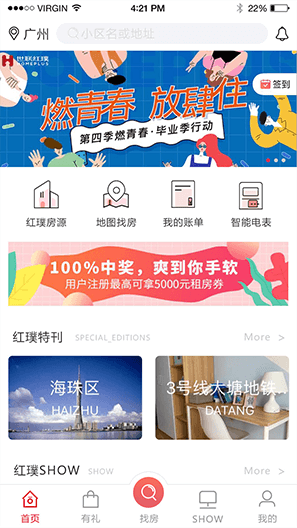 VIRGIN
4:21 PM
22%
广州
小区名或地址
世联红璞
HOMEPLUS
签到
燃青春 放肆住
第四季燃青春·毕业季行动
红璞房源
地图找房
我的账单
智能电表
100%中奖，爽到你手软
用户注册最高可拿5000元租房券
红璞特刊
SPECIAL_EDITIONS
More >
海珠区
HAIZHU
3号线大塘地铁
DATANG
红璞SHOW
SHOW
More >
首页
有礼
找房
SHOW
我的